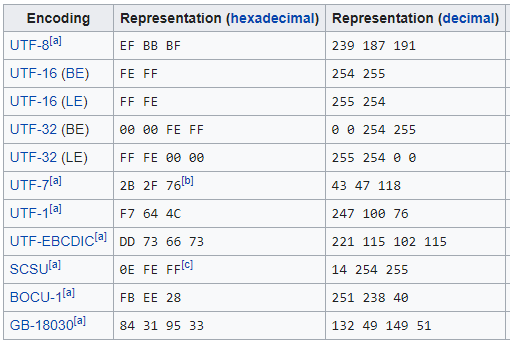 Encoding Representation (hexadecimal) Representation (decimal)
UTF-8[a] EF BB BF 239 187 191
UTF-16 (BE) FE FF 254 255
UTF-16 (LE) FF FE 255 254
UTF-32 (BE) 00 00 FE FF 0 0 254 255
UTF-32 (LE) FF FE 00 00 255 254 0 0
UTF-7[a] 2B 2F 76[b] 43 47 118
UTF-1[a] F7 64 4C 247 100 76
UTF-EBCDIC[a] DD 73 66 73 221 115 102 115
SCSU[a] 0E FE FF[c] 14 254 255
BOCU-1[a] FB EE 28 251 238 40
GB-18030[a] 84 31 95 33 132 49 149 51